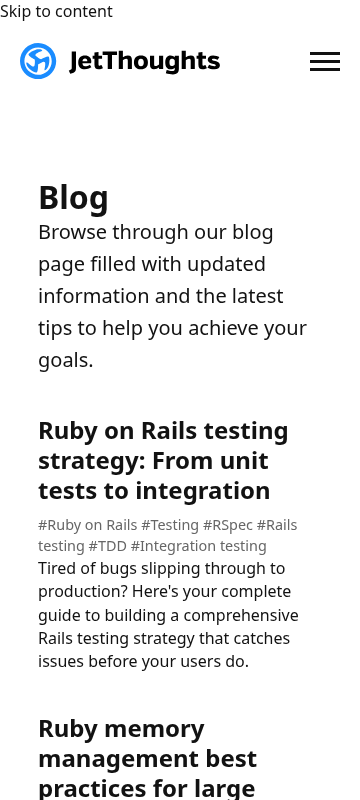 Skip to content
JetThoughts
Blog
Browse through our blog
page filled with updated
information and the latest
tips to help you achieve your
goals.
Ruby on Rails testing
strategy: From unit
tests to integration
#Ruby on Rails #Testing #RSpec #Rails
testing #TDD #Integration testing
Tired of bugs slipping through to
production? Here's your complete
guide to building a comprehensive
Rails testing strategy that catches
issues before your users do.
Ruby memory
management best
practices for large